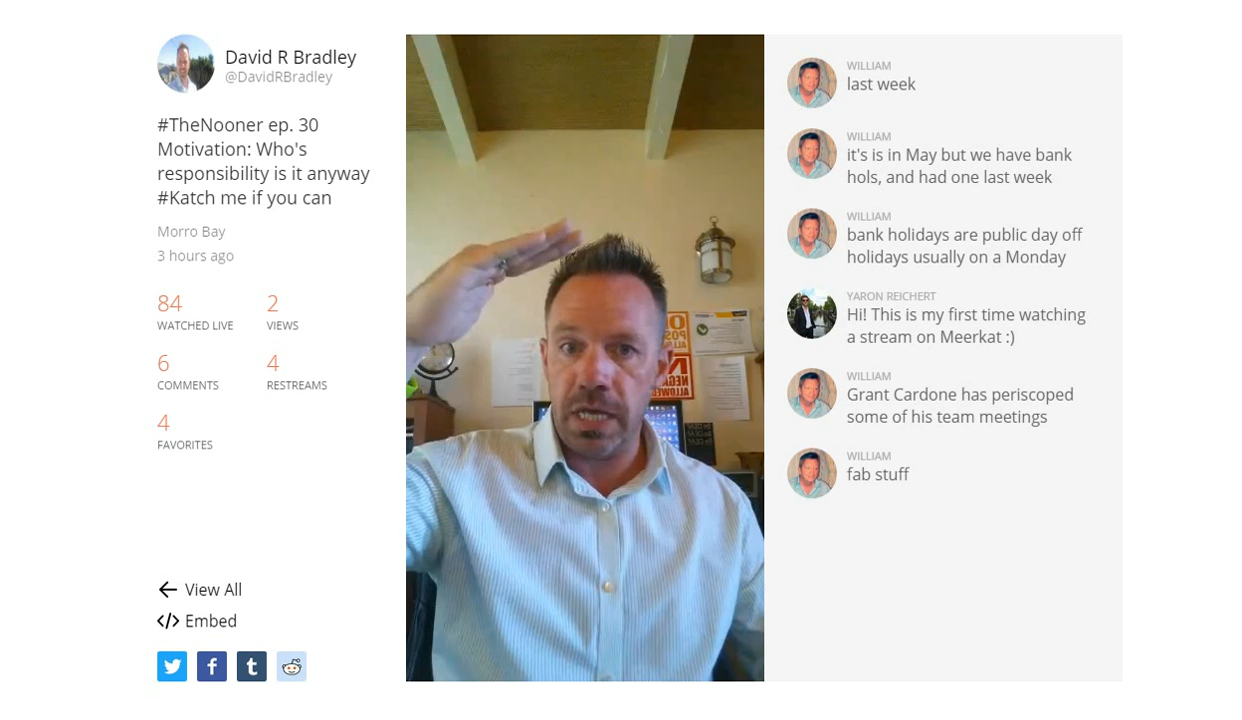 David R Bradley
@DavidRBradley
#TheNooner ep. 30
Motivation: Who's
responsibility is it anyway
#Katch me if you can
Morro Bay
3 hours ago
84
WATCHED LIVE
2
VIEWS
6
COMMENTS
4
RESTREAMS
4
FAVORITES
View All
Embed
WILLIAM
last week
WILLIAM
it's is in May but we have bank
hols, and had one last week
WILLIAM
bank holidays are public day off
holidays usually on a Monday
YARON REICHERT
Hi! This is my first time watching
a stream on Meerkat :)
WILLIAM
Grant Cardone has periscoped
some of his team meetings
WILLIAM
fab stuff